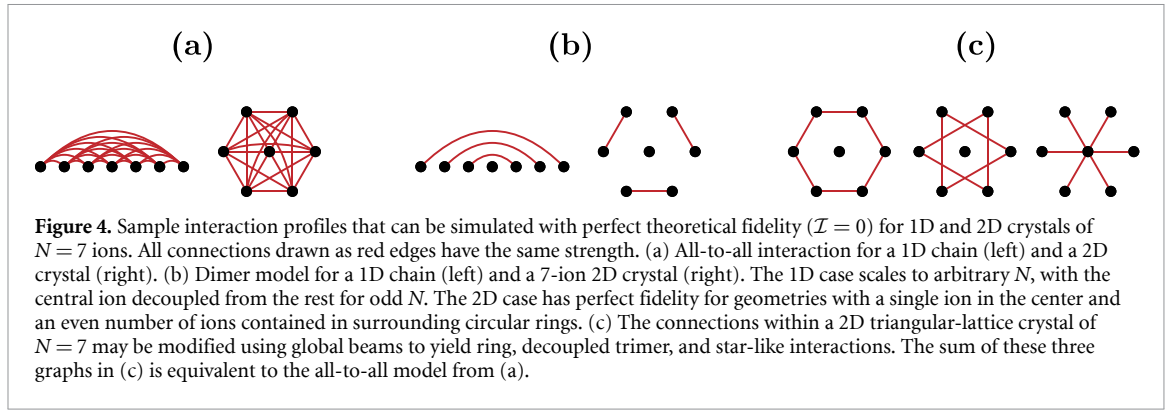 (a) (b) (c)
Figure 4. Sample interaction profiles that can be simulated with perfect theoretical fidelity (ℐ = 0) for 1D and 2D crystals of
N = 7 ions. All connections drawn as red edges have the same strength. (a) All-to-all interaction for a 1D chain (left) and a 2D
crystal (right). (b) Dimer model for a 1D chain (left) and a 7-ion 2D crystal (right). The 1D case scales to arbitrary N, with the
central ion decoupled from the rest for odd N. The 2D case has perfect fidelity for geometries with a single ion in the center and
an even number of ions contained in surrounding circular rings. (c) The connections within a 2D triangular-lattice crystal of
N = 7 may be modified using global beams to yield ring, decoupled trimer, and star-like interactions. The sum of these three
graphs in (c) is equivalent to the all-to-all model from (a).